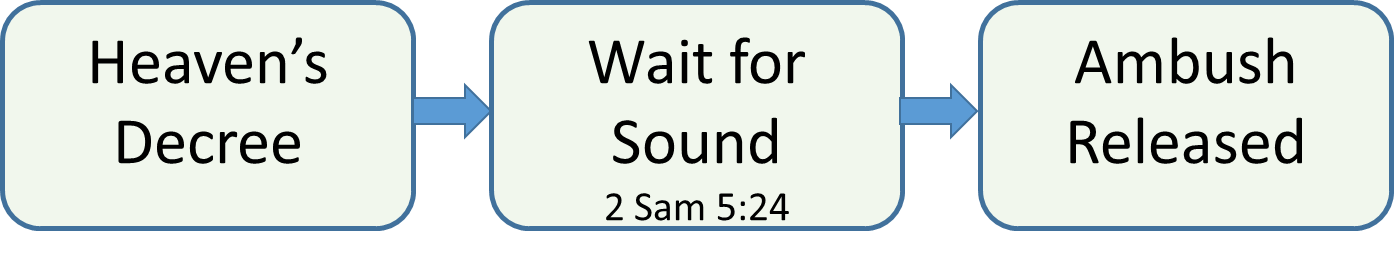 Heaven’s
Decree
Wait for
Sound
2 Sam 5:24
Ambush
Released